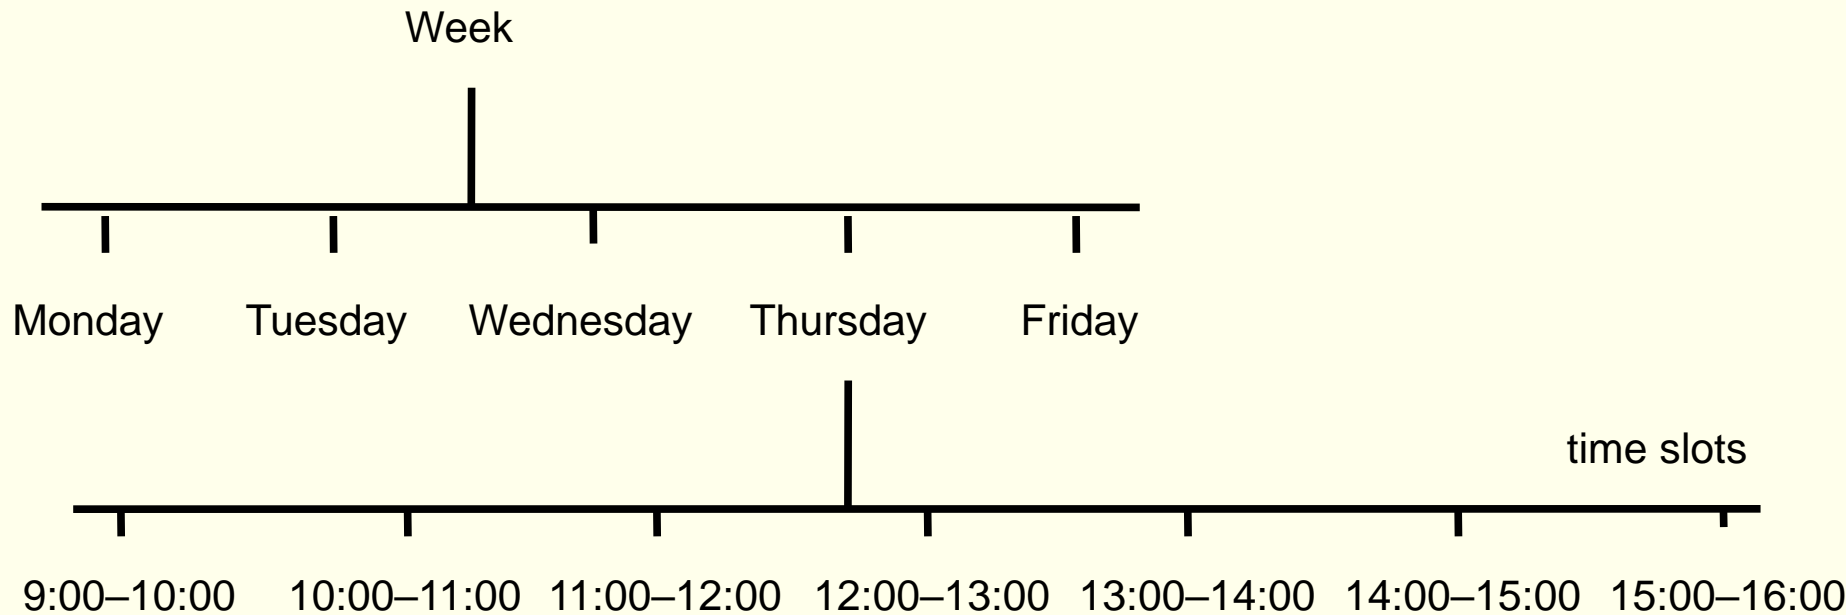 Week
Monday Tuesday Wednesday Thursday Friday
time slots
9:00–10:00 10:00–11:00 11:00–12:00 12:00–13:00 13:00–14:00 14:00–15:00 15:00–16:00